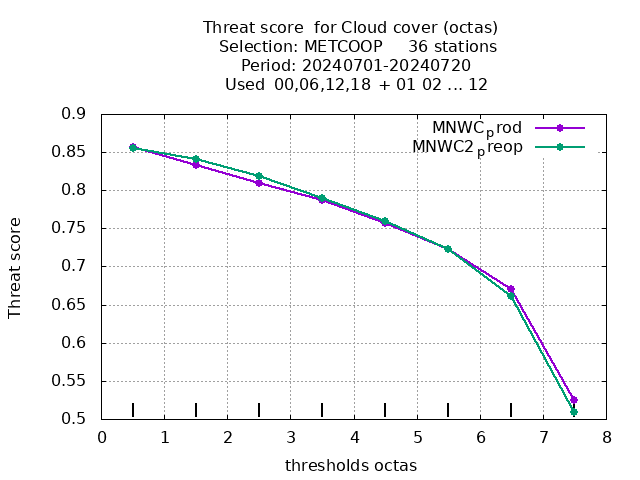 Threat score  for Cloud cover (octas)
Selection: METCOOP     36 stations
Period: 20240701-20240720
Used  00,06,12,18 + 01 02 ... 12
MNWCprod
MNWC2preop
0.9
0.85
0.8
0.75
0.7
0.65
0.6
0.55
0.5
Threat score
0 1 2 3 4 5 6 7 8
thresholds octas